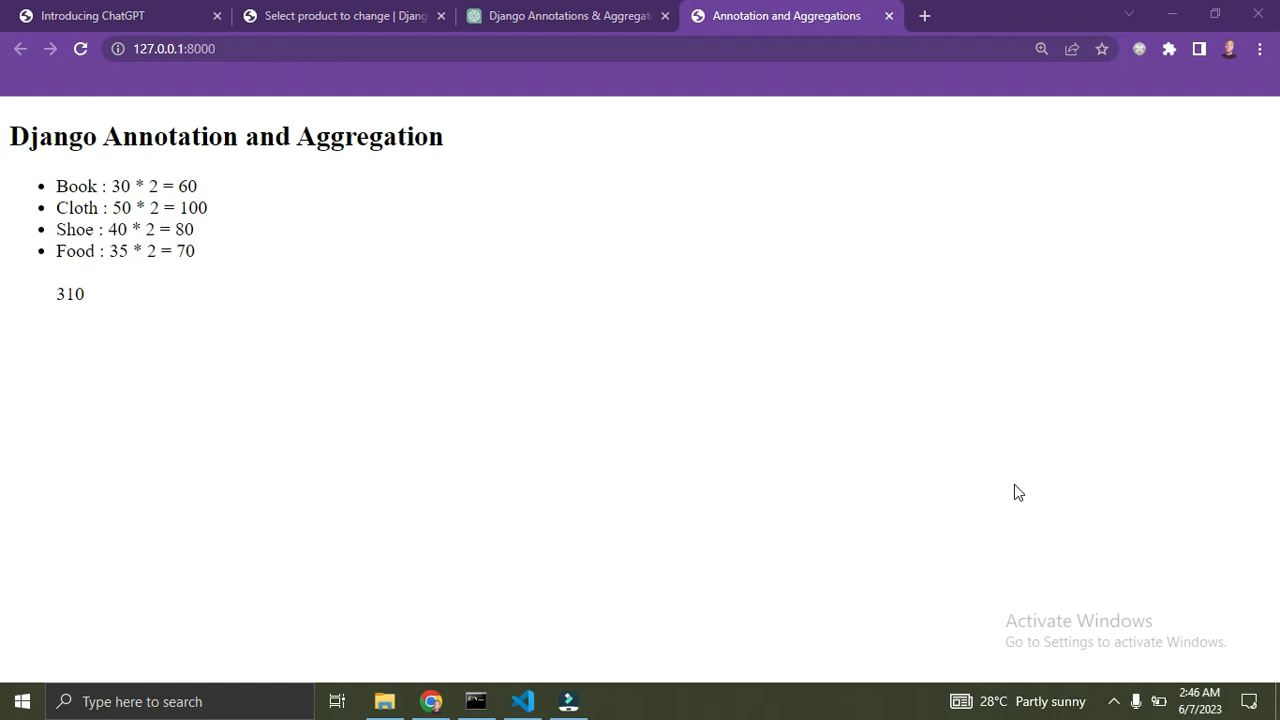 Introducing ChatGPT
Select product to change | Djang
Django Annotations & Aggregati
Annotation and Aggregations
127.0.0.1:8000
Django Annotation and Aggregation
• Book : 30 * 2 = 60
• Cloth : 50 * 2 = 100
• Shoe : 40 * 2 = 80
• Food : 35 * 2 = 70
310
Activate Windows
Go to Settings to activate Windows.
Type here to search
28°C Partly sunny
2:46 AM
6/7/2023